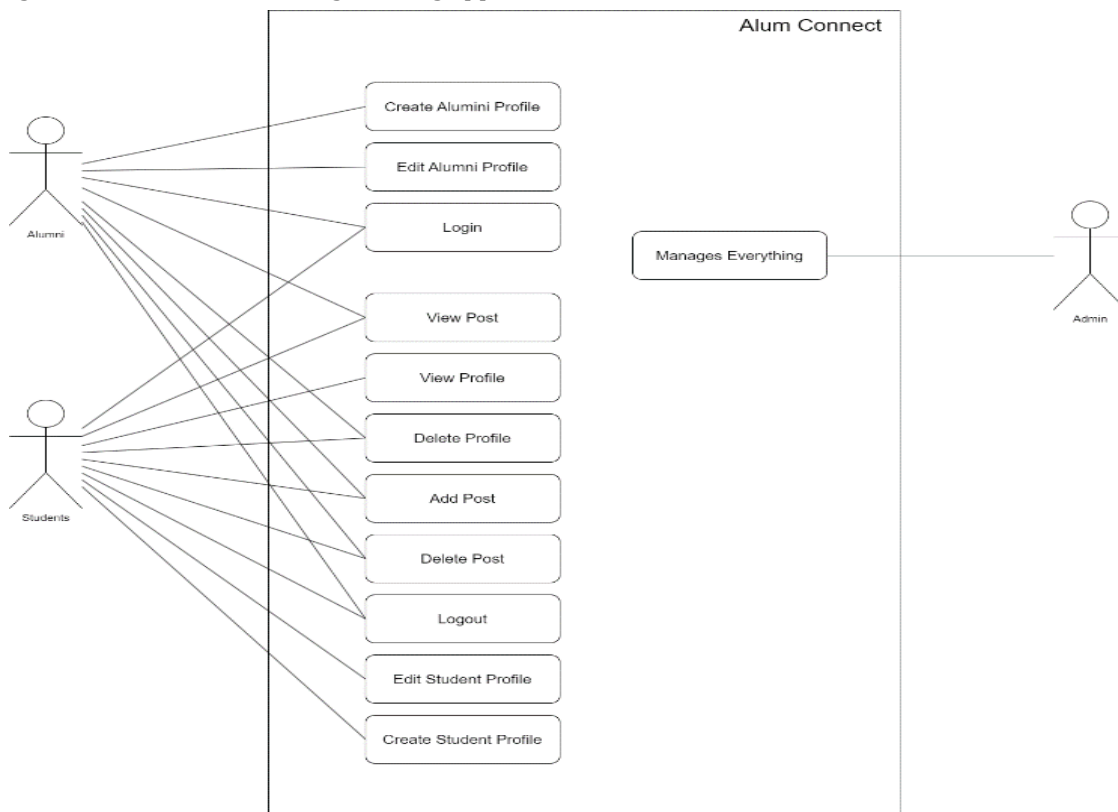 Alum Connect
Create Alumini Profile
Edit Alumni Profile
Login
Alumni
Manages Everything
Admin
View Post
View Profile
Delete Profile
Add Post
Students
Delete Post
Logout
Edit Student Profile
Create Student Profile